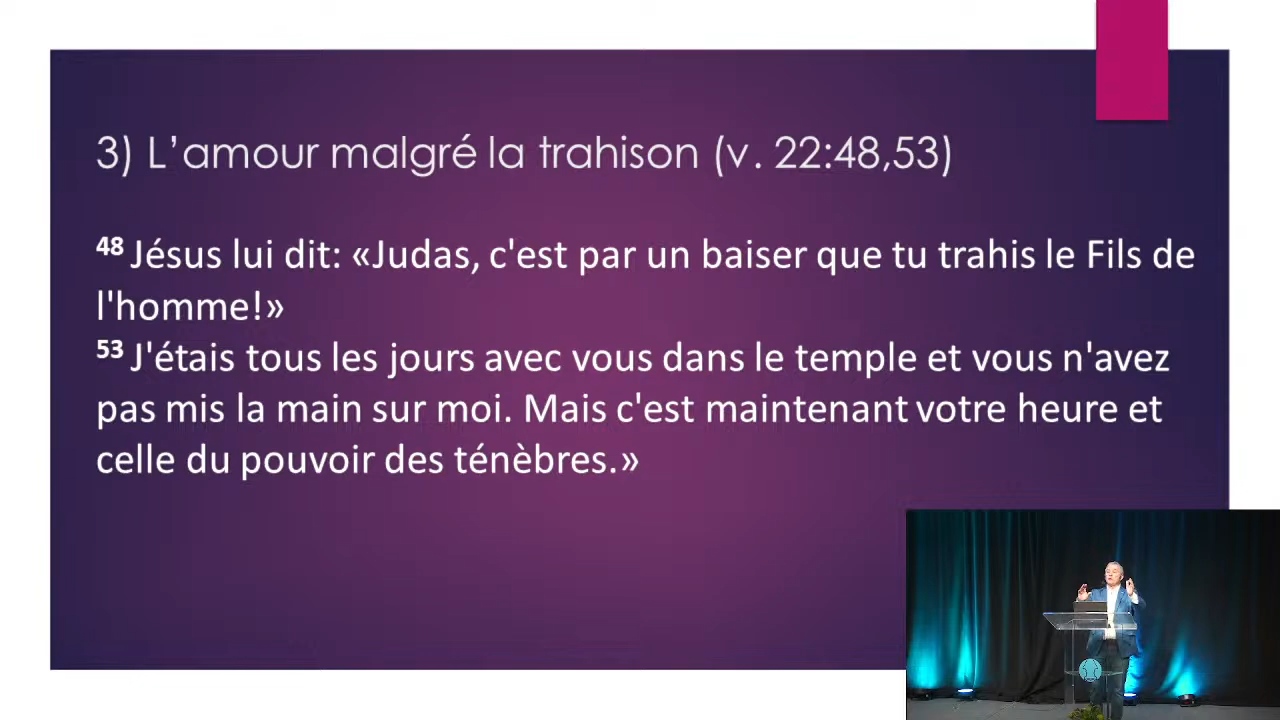 3) L’amour malgré la trahison (v. 22:48,53)
48 Jésus lui dit: «Judas, c'est par un baiser que tu trahis le Fils de
l'homme!»
53 J'étais tous les jours avec vous dans le temple et vous n'avez
pas mis la main sur moi. Mais c'est maintenant votre heure et
celle du pouvoir des ténèbres.»